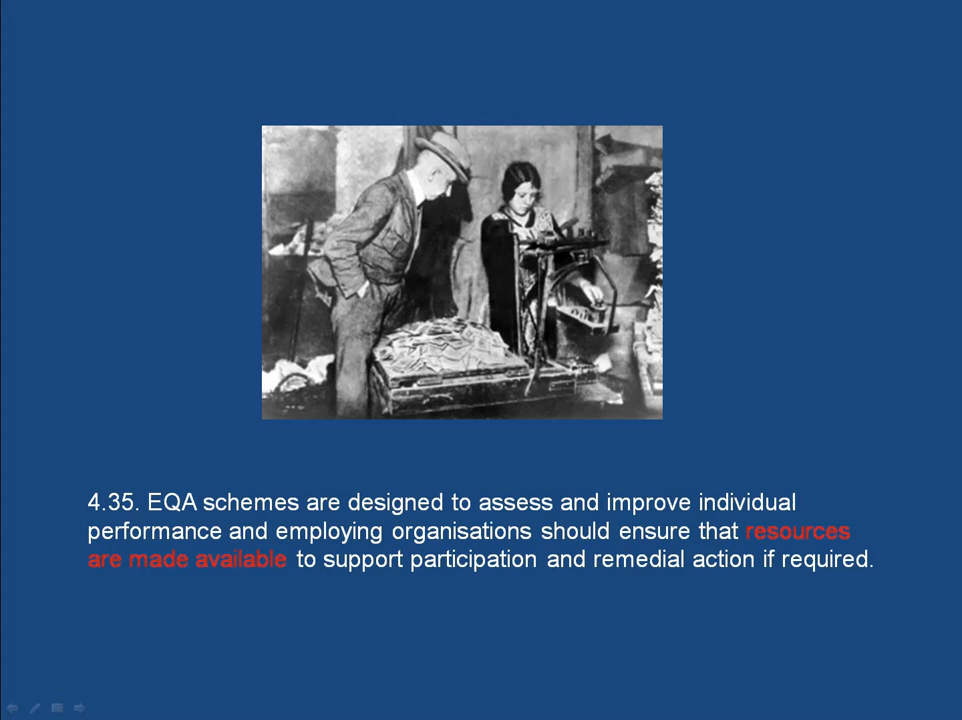 4.35. EQA schemes are designed to assess and improve individual
performance and employing organisations should ensure that resources
are made available to support participation and remedial action if required.